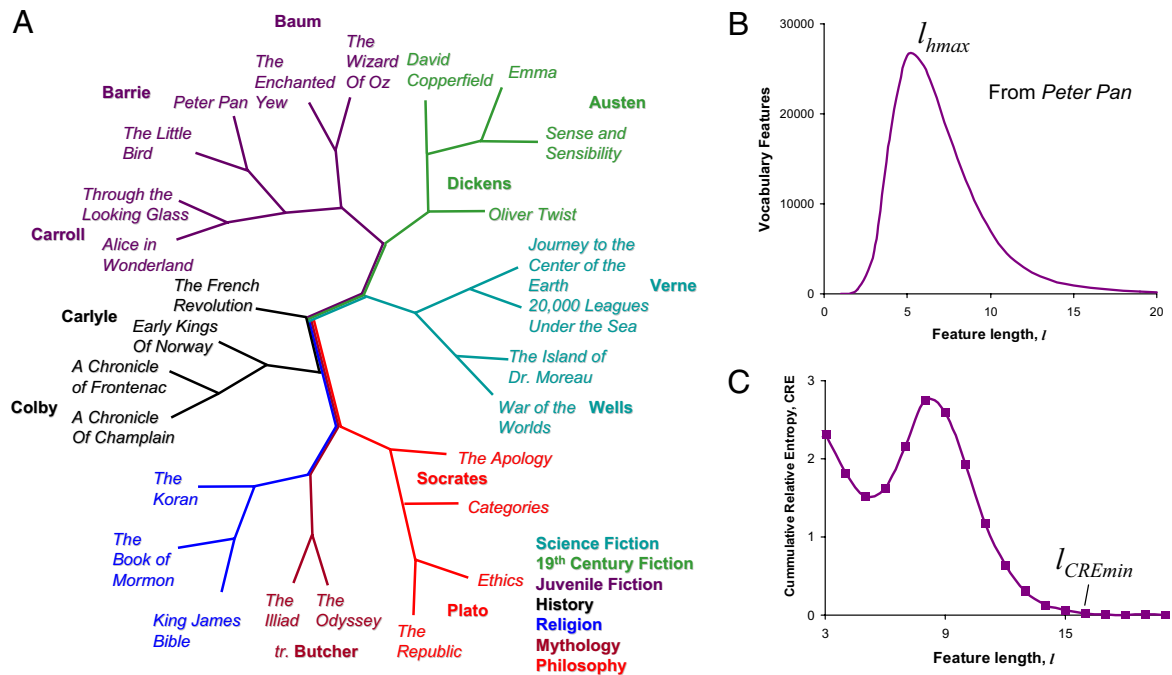 A
Baum
The
Wizard
Of Oz
The
Enchanted
Yew
Barrie
Peter Pan
The Little
Bird
Through the
Looking Glass
Carroll
Alice in
Wonderland
David
Copperfield
Emma
Austen
Sense and
Sensibility
Dickens
Oliver Twist
Journey to the
Center of the
Earth
Verne
20,000 Leagues
Under the Sea
The Island of
Dr. Moreau
War of the
Worlds
Wells
The French
Revolution
Carlyle
Early Kings
Of Norway
A Chronicle
of Frontenac
Colby
A Chronicle
Of Champlain
The
Koran
The
Book of
Mormon
King James
Bible
The
Illiad
The
Odyssey
tr. Butcher
The Apology
Socrates
Categories
Ethics
Plato
The
Republic
Science Fiction
19th Century Fiction
Juvenile Fiction
History
Religion
Mythology
Philosophy
B
30000
20000
10000
0
Vocabulary Features
lhmax
From Peter Pan
0 5 10 15 20
Feature length, l
C
3
2
1
0
Cummulative Relative Entropy, CRE
lCREmin
3 9 15
Feature length, l